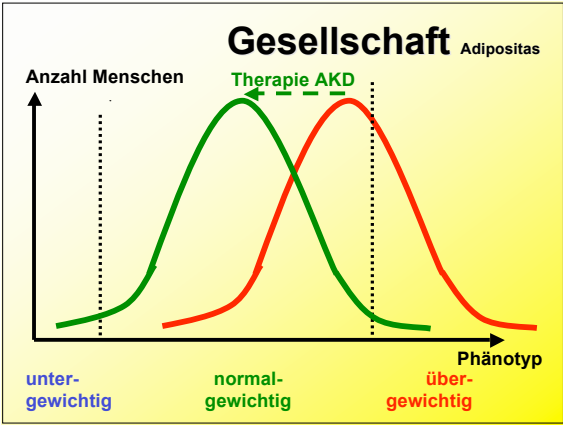 Gesellschaft Adipositas
Anzahl Menschen
Therapie AKD
Phänotyp
unter-
gewichtig
normal-
gewichtig
über-
gewichtig